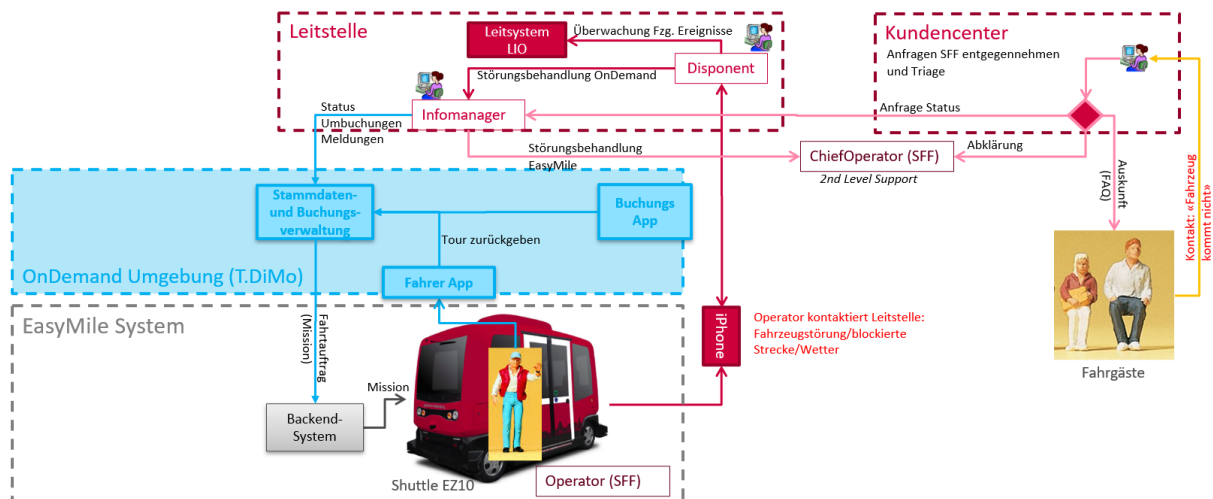 Leitstelle
Leitsystem
LIO
Überwachung Fzg. Ereignisse
Störungsbehandlung OnDemand
Disponent
Infomanager
Status
Umbuchungen
Meldungen
Kundencenter
Anfragen SFF entgegennehmen
und Triage
Anfrage Status
Störungsbehandlung
EasyMile
ChiefOperator (SFF)
2nd Level Support
Abklärung
Auskunft
(FAQ)
Kontakt: «Fahrzeug
kommt nicht»
Stammdaten-
und Buchungs-
verwaltung
Buchungs
App
Tour zurückgeben
Fahrer App
OnDemand Umgebung (T.DiMo)
EasyMile System
Fahrtauftrag
(Mission)
Mission
Backend-
System
iPhone
Operator kontaktiert Leitstelle:
Fahrzeugstörung/blockierte
Strecke/Wetter
Fahrgäste
Operator (SFF)
Shuttle EZ10